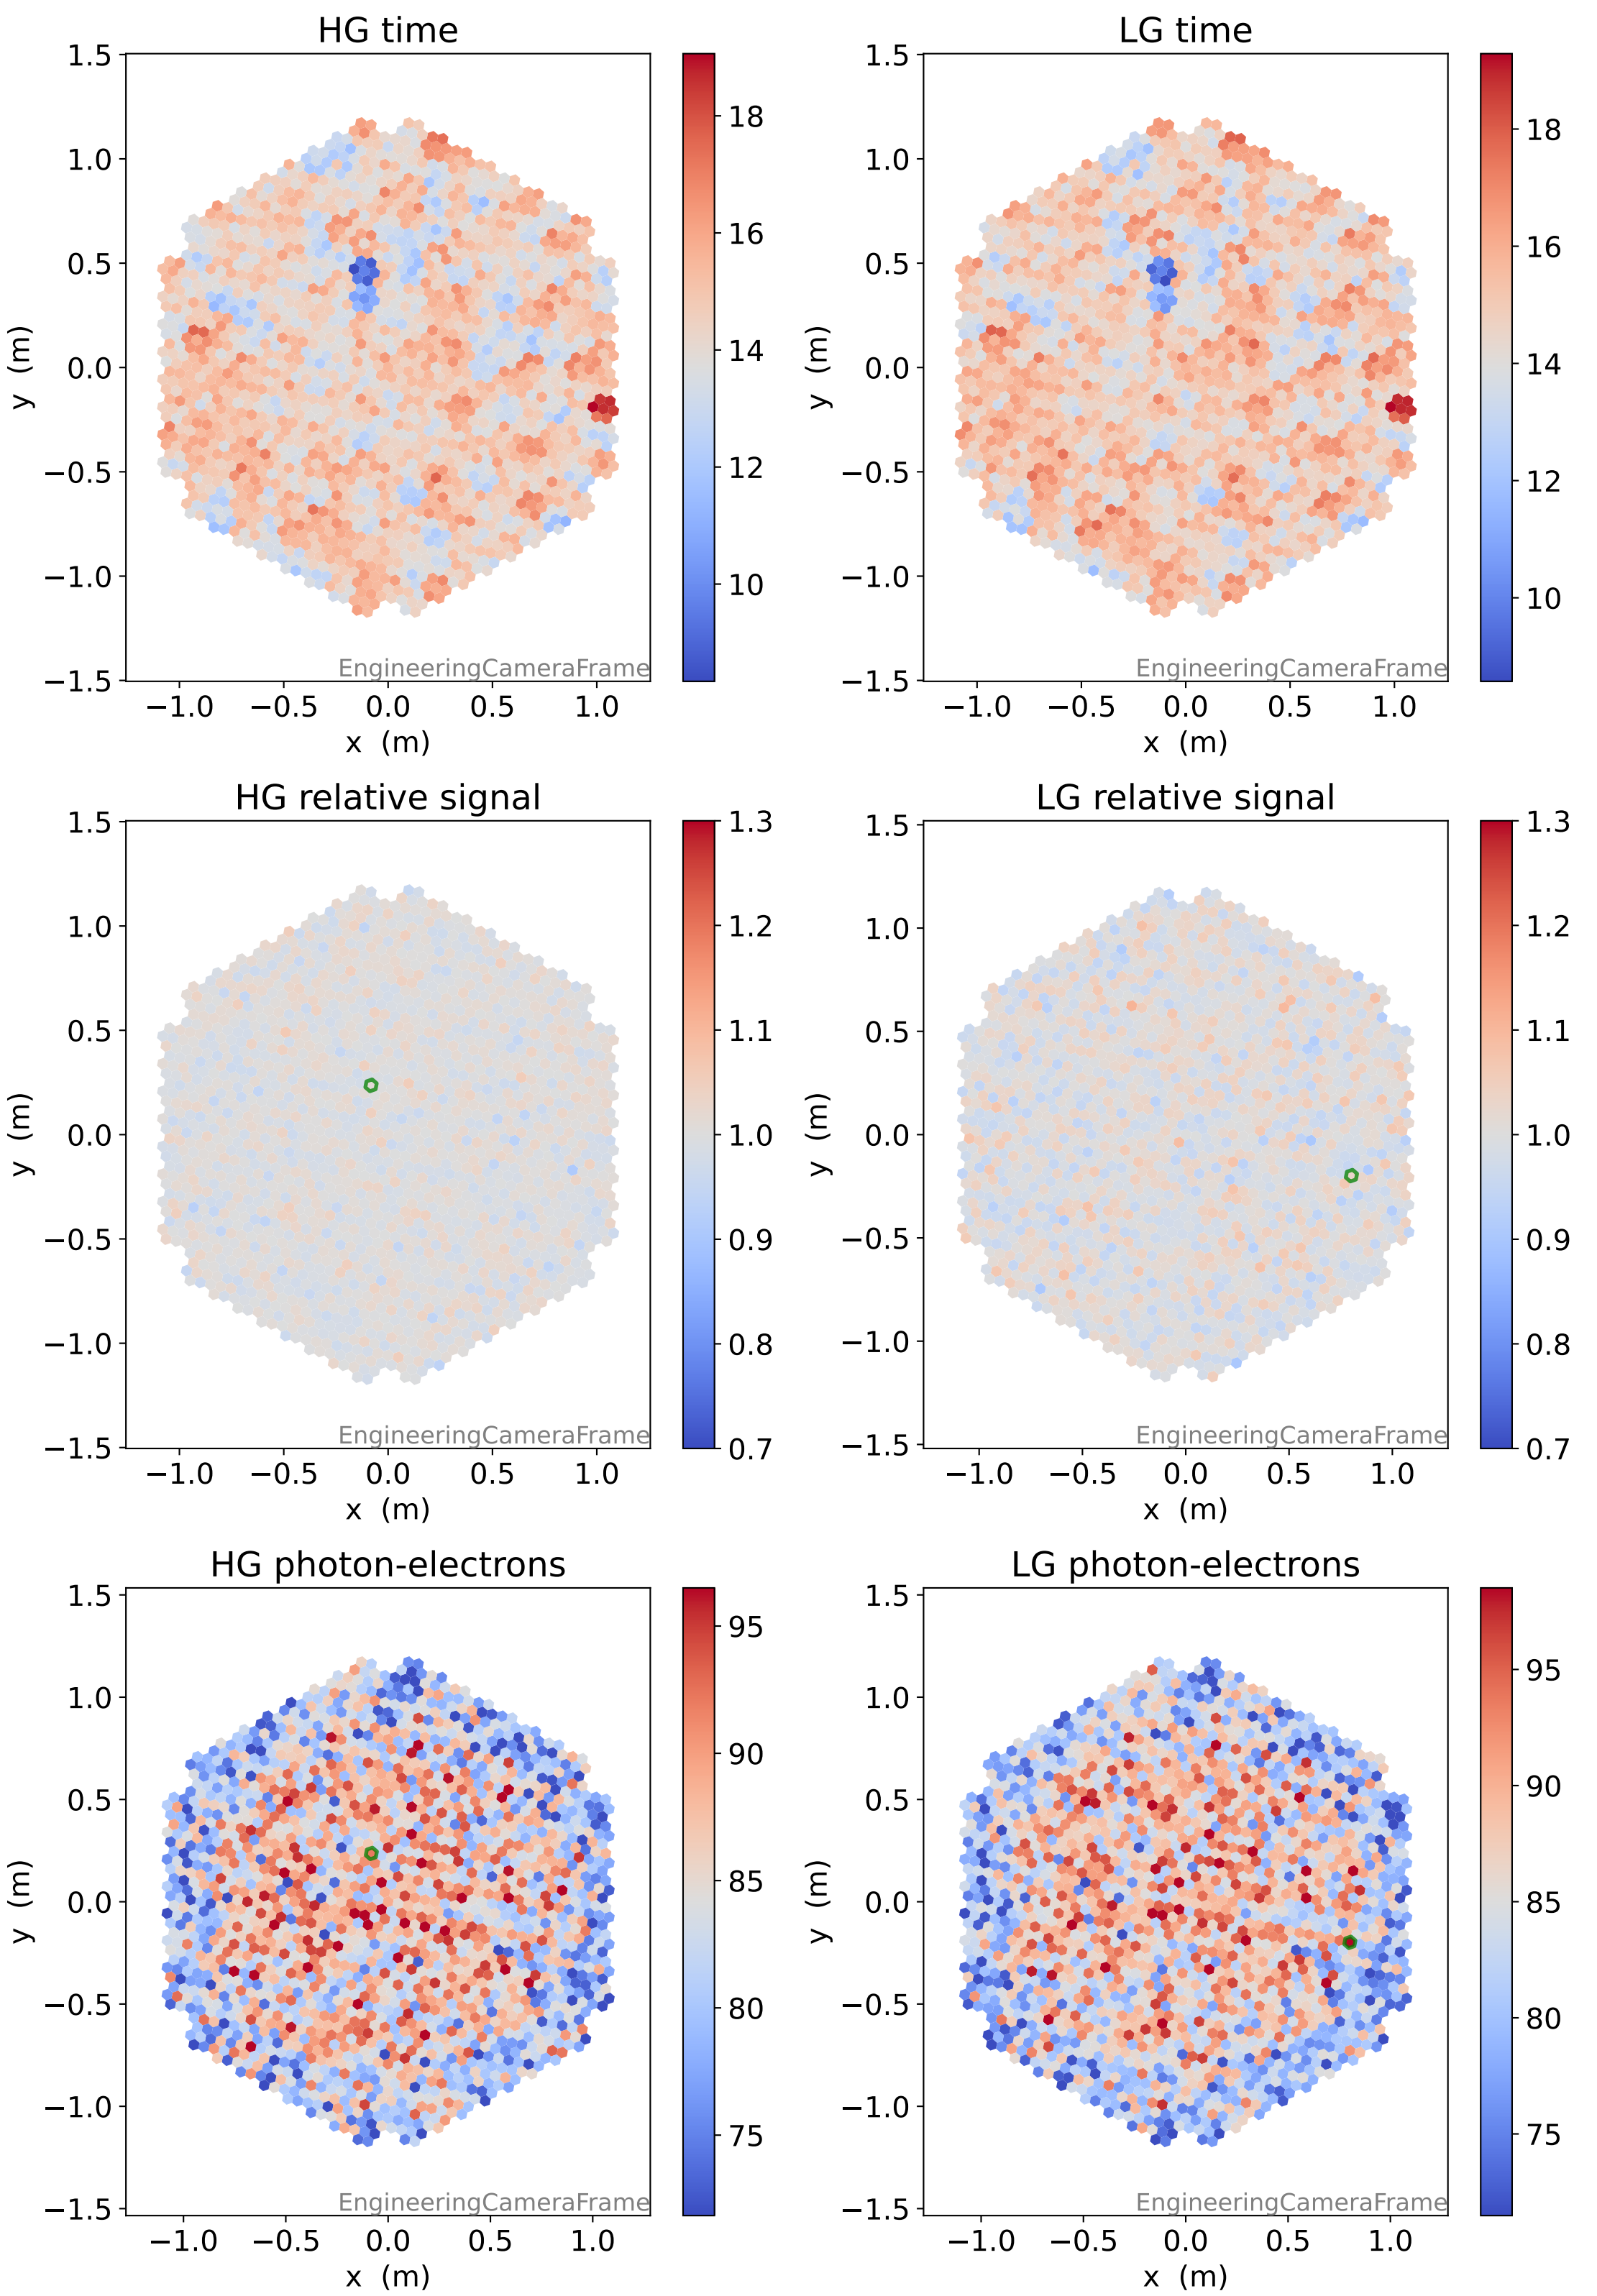 HG time
1.5
1.0
0.5
0.0
−0.5
−1.0
−1.5
y (m)
−1.0 −0.5 0.0 0.5 1.0
x (m)
EngineeringCameraFrame
18
16
14
12
10
LG time
1.5
1.0
0.5
0.0
−0.5
−1.0
−1.5
y (m)
−1.0 −0.5 0.0 0.5 1.0
x (m)
EngineeringCameraFrame
18
16
14
12
10
HG relative signal
1.5
1.0
0.5
0.0
−0.5
−1.0
−1.5
y (m)
−1.0 −0.5 0.0 0.5 1.0
x (m)
EngineeringCameraFrame
1.3
1.2
1.1
1.0
0.9
0.8
0.7
LG relative signal
1.5
1.0
0.5
0.0
−0.5
−1.0
−1.5
y (m)
−1.0 −0.5 0.0 0.5 1.0
x (m)
EngineeringCameraFrame
1.3
1.2
1.1
1.0
0.9
0.8
0.7
HG photon-electrons
1.5
1.0
0.5
0.0
−0.5
−1.0
−1.5
y (m)
−1.0 −0.5 0.0 0.5 1.0
x (m)
EngineeringCameraFrame
95
90
85
80
75
LG photon-electrons
1.5
1.0
0.5
0.0
−0.5
−1.0
−1.5
y (m)
−1.0 −0.5 0.0 0.5 1.0
x (m)
EngineeringCameraFrame
95
90
85
80
75